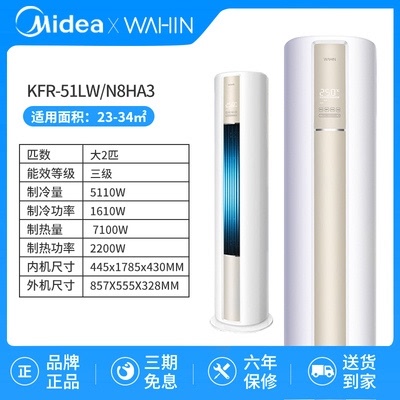 Midea × WAHIN
KFR-51LW/N8HA3
适用面积：23-34㎡
匹数 大2匹
能效等级 三级
制冷量 5110W
制冷功率 1610W
制热量 7100W
制热功率 2200W
内机尺寸 445x1785x430MM
外机尺寸 857X555X328MM
正 品牌正品
三期免息
六年保修
送货到家